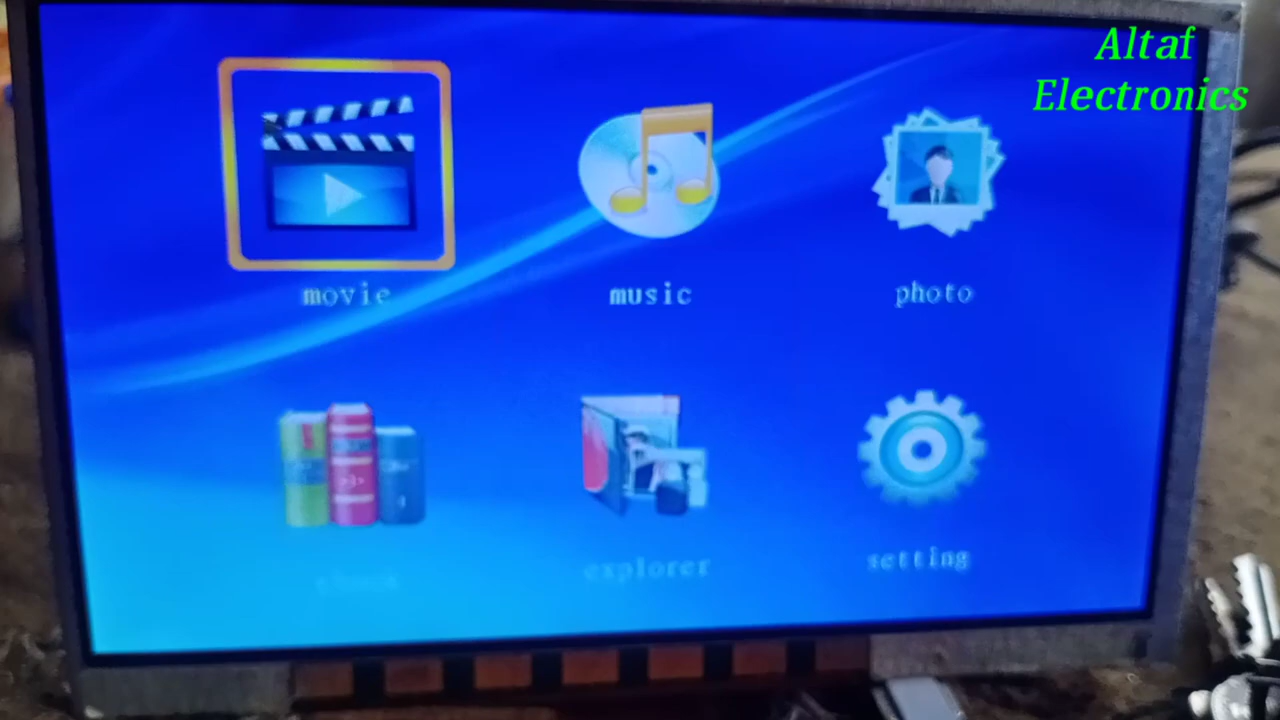 Altaf
Electronics
movie
music
photo
explorer
setting